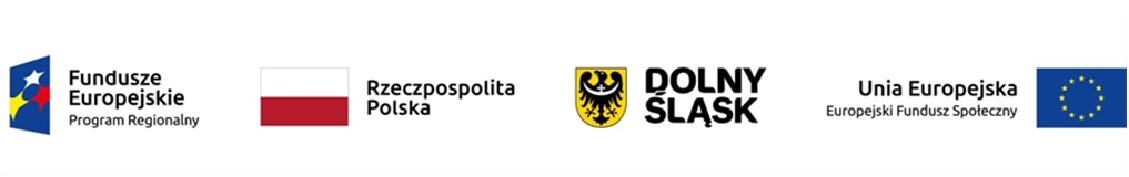 Fundusze
Europejskie
Program Regionalny
Rzeczpospolita
Polska
DOLNY
ŚLĄSK
Unia Europejska
Europejski Fundusz Społeczny